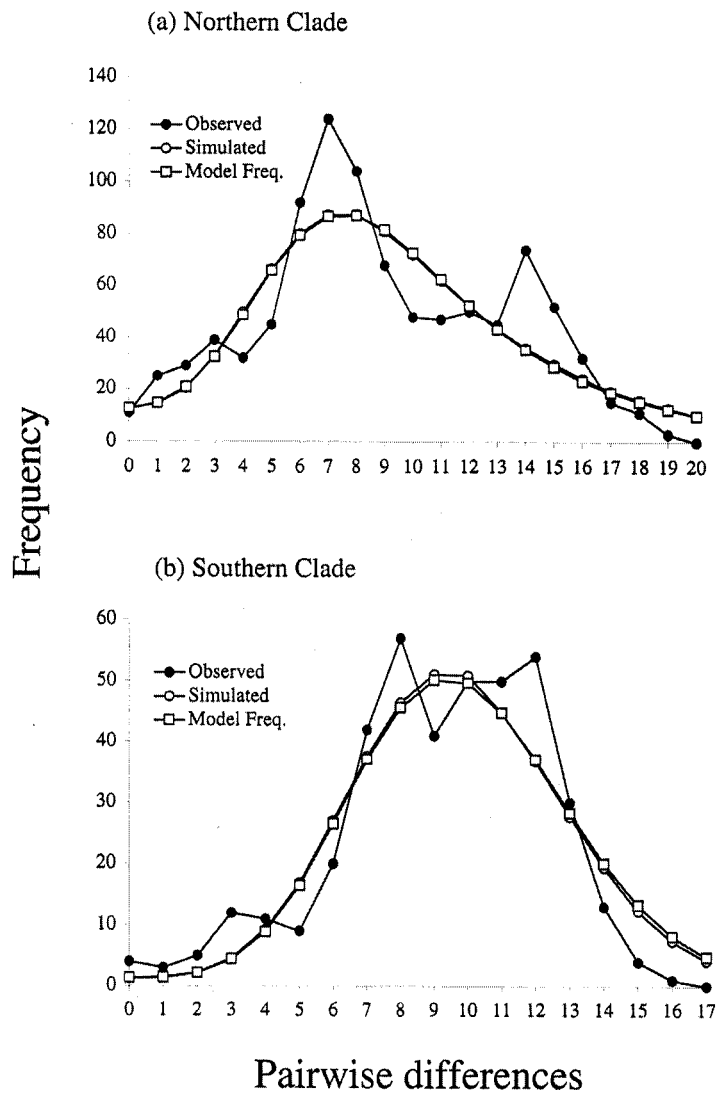 (a) Northern Clade
140
120
100
80
60
40
20
0
Observed
Simulated
Model Freq.
0 1 2 3 4 5 6 7 8 9 10 11 12 13 14 15 16 17 18 19 20
Frequency
(b) Southern Clade
60
50
40
30
20
10
0
Observed
Simulated
Model Freq.
0 1 2 3 4 5 6 7 8 9 10 11 12 13 14 15 16 17
Pairwise differences